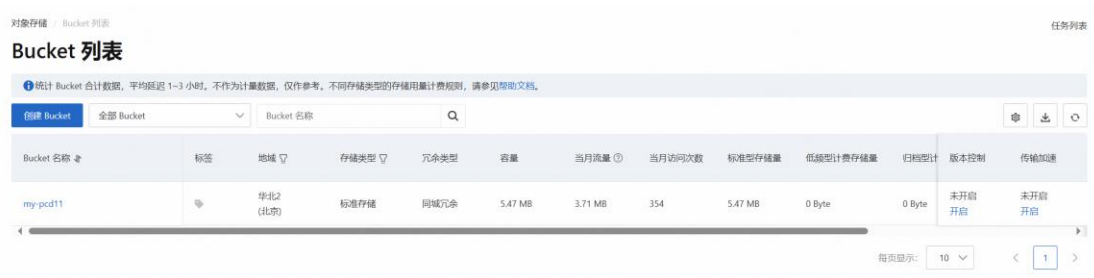 对象存储 / Bucket 列表
任务列表
Bucket 列表
统计 Bucket 合计数据，平均延迟 1~3 小时。不作为计量数据，仅作参考。不同存储类型的存储用量计费规则，请参见帮助文档。
创建 Bucket 全部 Bucket Bucket 名称
Bucket 名称 标签 地域 存储类型 冗余类型 容量 当月流量 当月访问次数 标准型存储量 低频型计费存储量 归档型计 版本控制 传输加速
my-pcd11 华北2 (北京) 标准存储 同城冗余 5.47 MB 3.71 MB 354 5.47 MB 0 Byte 0 Byte 未开启 未开启
开启 开启
每页显示： 10 1